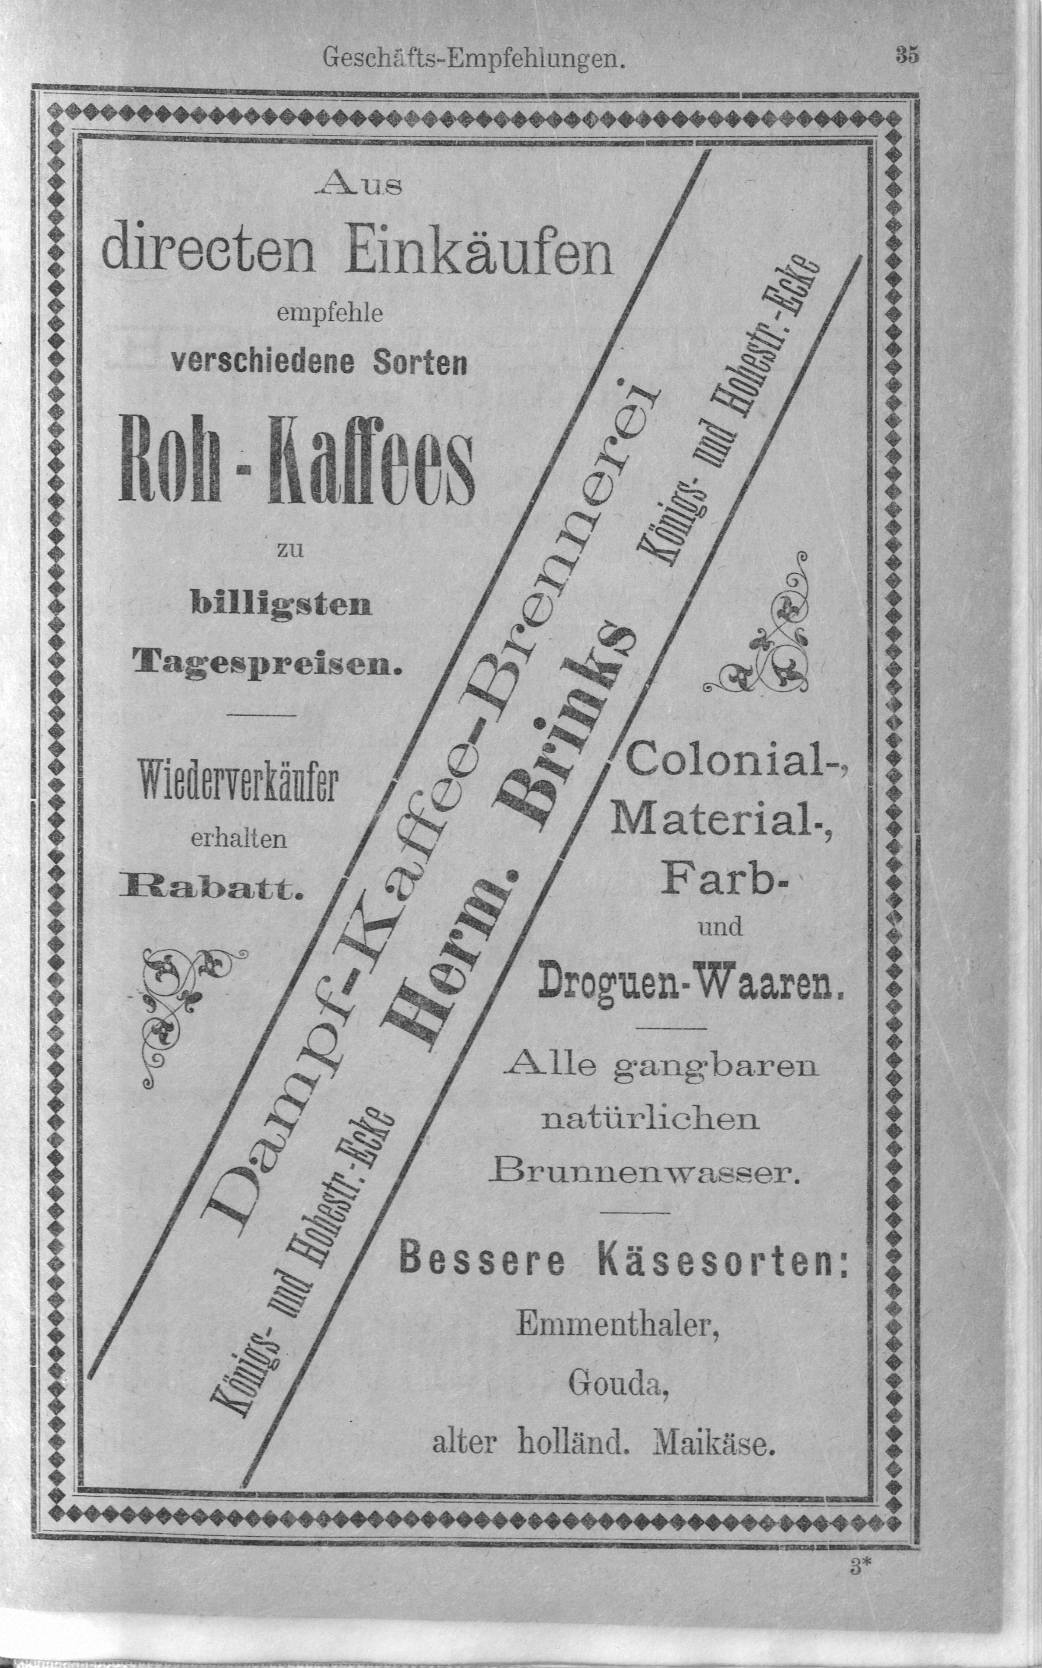 Geschäfts-Empfehlungen. 35
Aus
directen Einkäufen
empfehle
verschiedene Sorten
Roh-Kaffees
zu
billigsten
Tagespreisen.
Wiederverkäufer
erhalten
Rabatt.
Dampf-Kaffee-Brennerei
Königs- und Hohestr.-Ecke Herm. Brinks Königs- und Hohestr.-Ecke
Colonial-,
Material-,
Farb-
und
Droguen-Waaren.
Alle gangbaren
natürlichen
Brunnenwasser.
Bessere Käsesorten:
Emmenthaler,
Gouda,
alter holländ. Maikäse.
3*